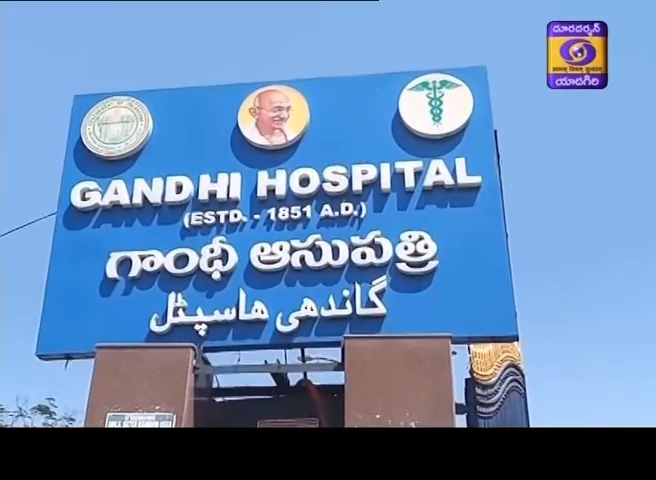 దూరదర్శన్
యాదగిరి
GANDHI HOSPITAL
(ESTD. - 1851 A.D.)
గాంధీ ఆసుపత్రి
گاندھی ہاسپٹل